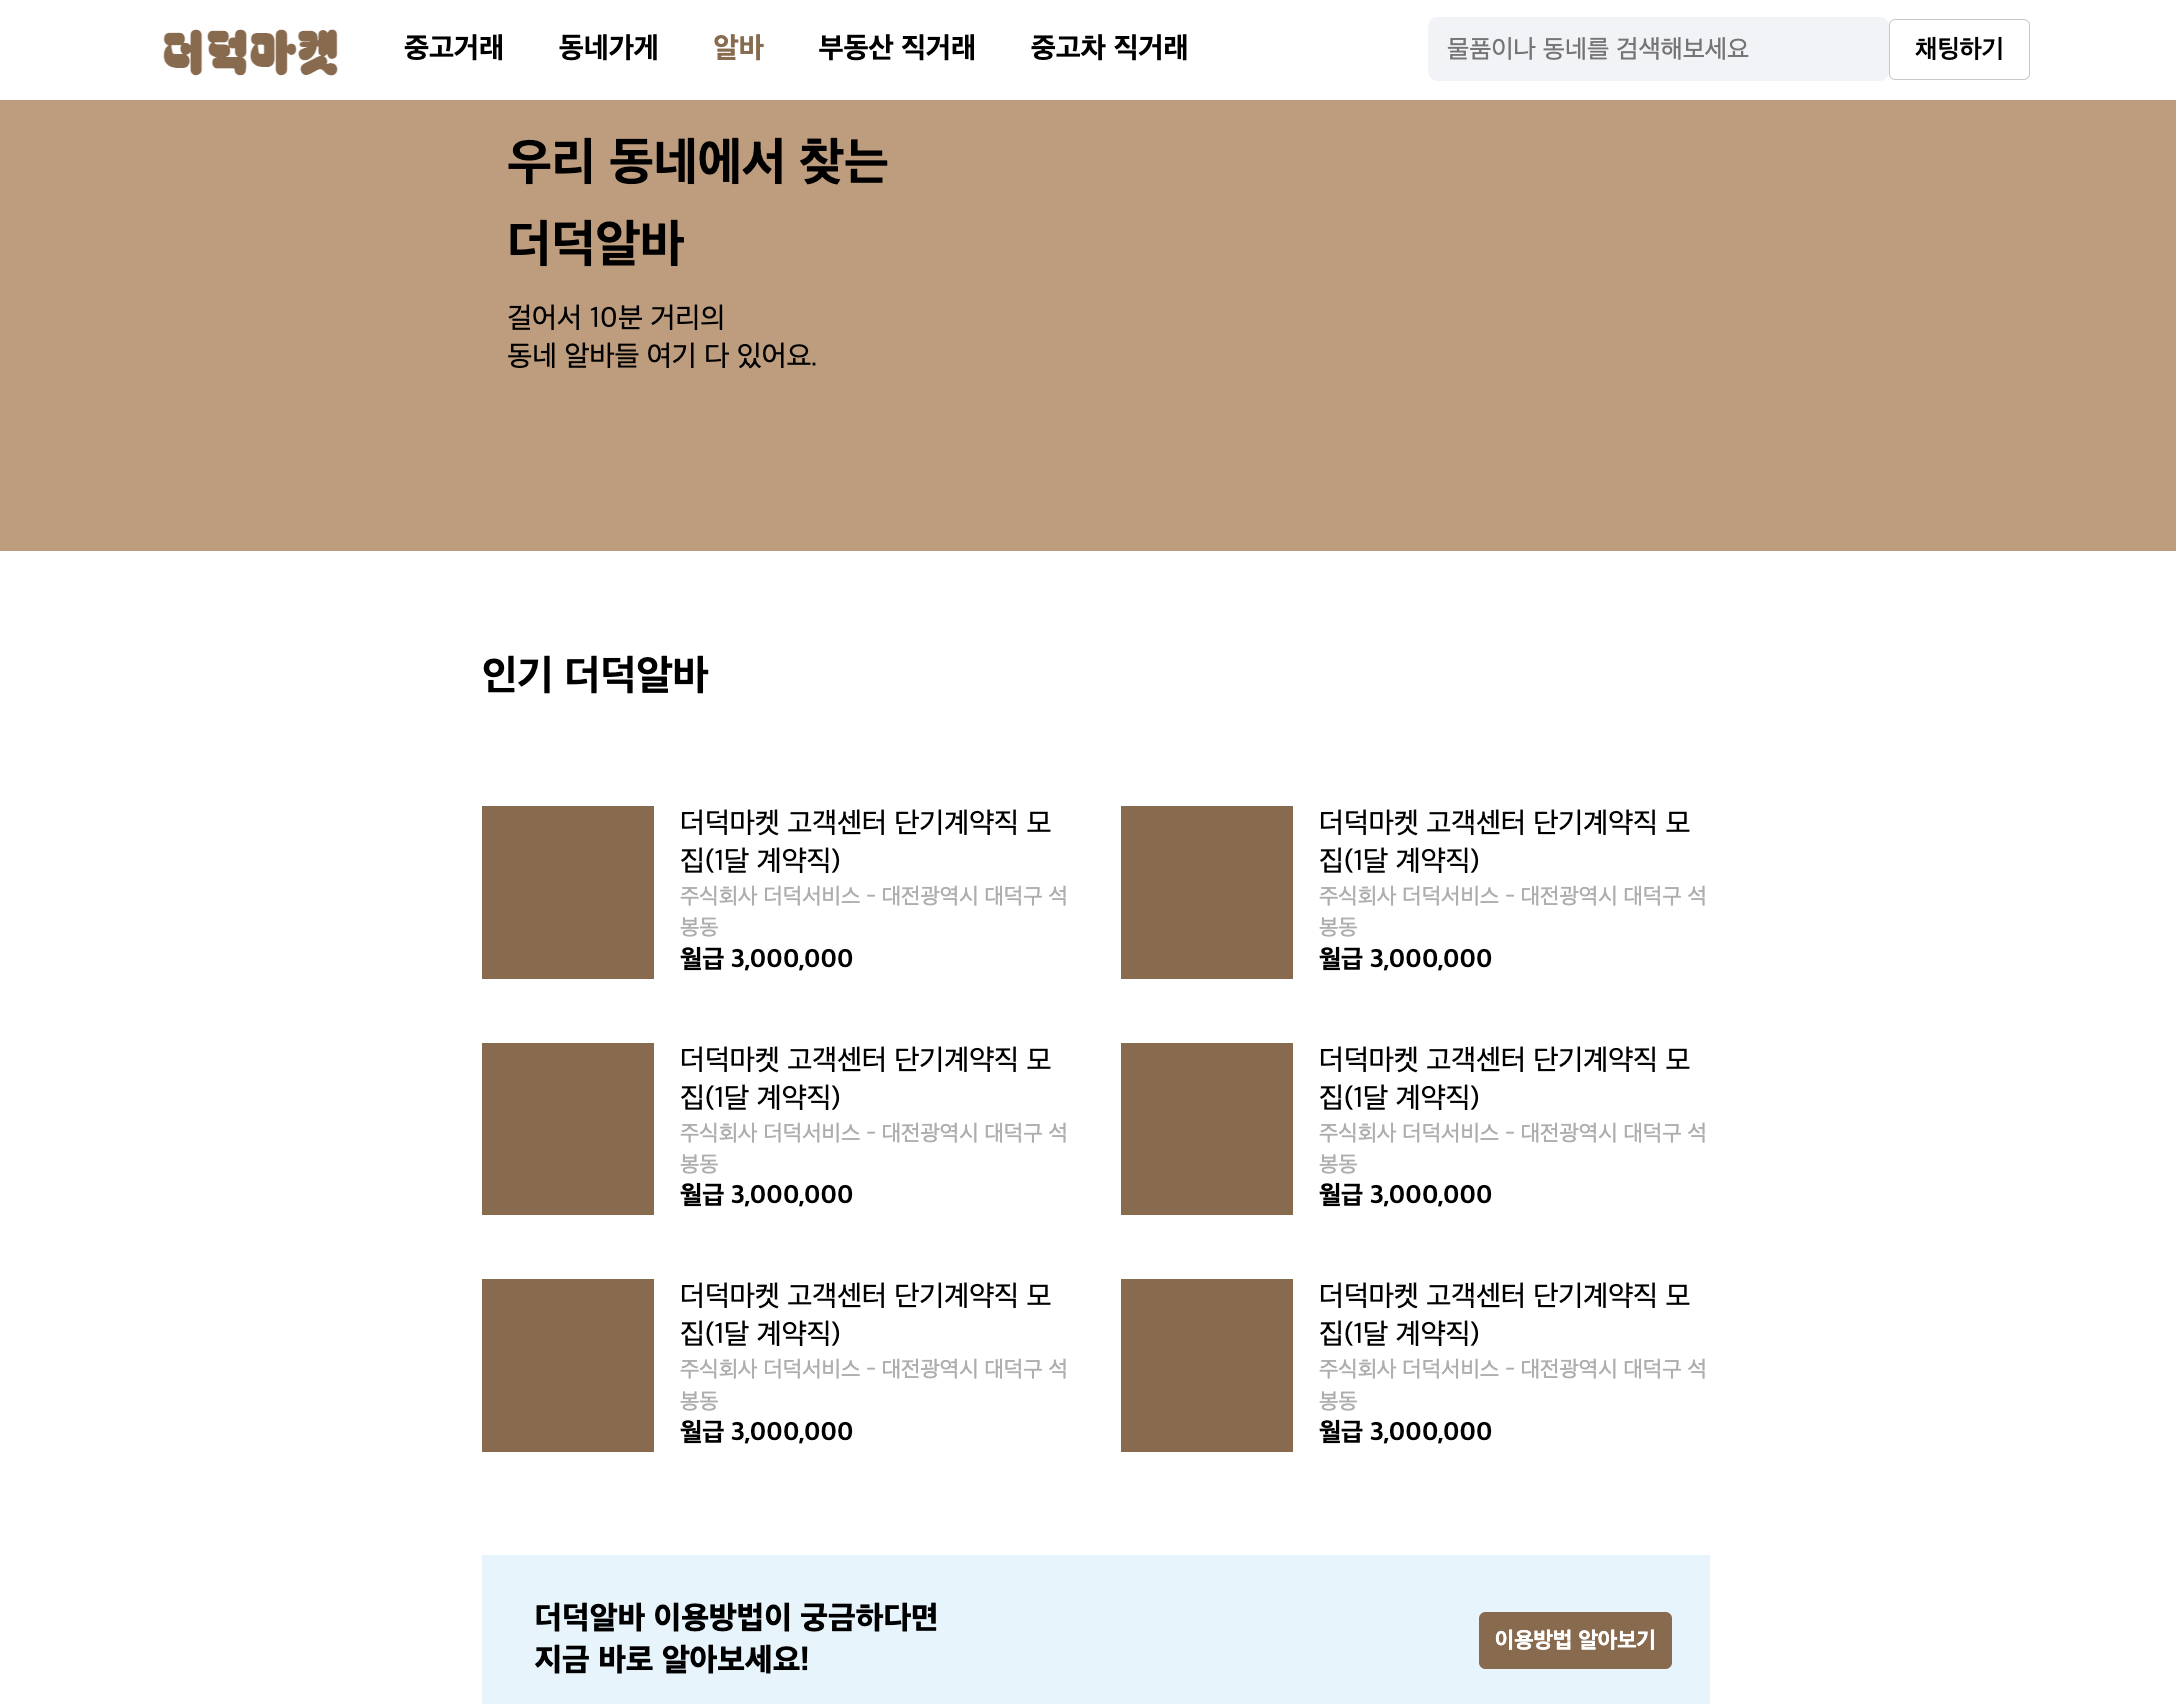 더덕마켓 중고거래 동네가게 알바 부동산 직거래 중고차 직거래 물품이나 동네를 검색해보세요 채팅하기
우리 동네에서 찾는
더덕알바
걸어서 10분 거리의
동네 알바들 여기 다 있어요.
인기 더덕알바
더덕마켓 고객센터 단기계약직 모
집(1달 계약직)
주식회사 더덕서비스 - 대전광역시 대덕구 석
봉동
월급 3,000,000
더덕마켓 고객센터 단기계약직 모
집(1달 계약직)
주식회사 더덕서비스 - 대전광역시 대덕구 석
봉동
월급 3,000,000
더덕마켓 고객센터 단기계약직 모
집(1달 계약직)
주식회사 더덕서비스 - 대전광역시 대덕구 석
봉동
월급 3,000,000
더덕마켓 고객센터 단기계약직 모
집(1달 계약직)
주식회사 더덕서비스 - 대전광역시 대덕구 석
봉동
월급 3,000,000
더덕마켓 고객센터 단기계약직 모
집(1달 계약직)
주식회사 더덕서비스 - 대전광역시 대덕구 석
봉동
월급 3,000,000
더덕마켓 고객센터 단기계약직 모
집(1달 계약직)
주식회사 더덕서비스 - 대전광역시 대덕구 석
봉동
월급 3,000,000
더덕알바 이용방법이 궁금하다면
지금 바로 알아보세요!
이용방법 알아보기